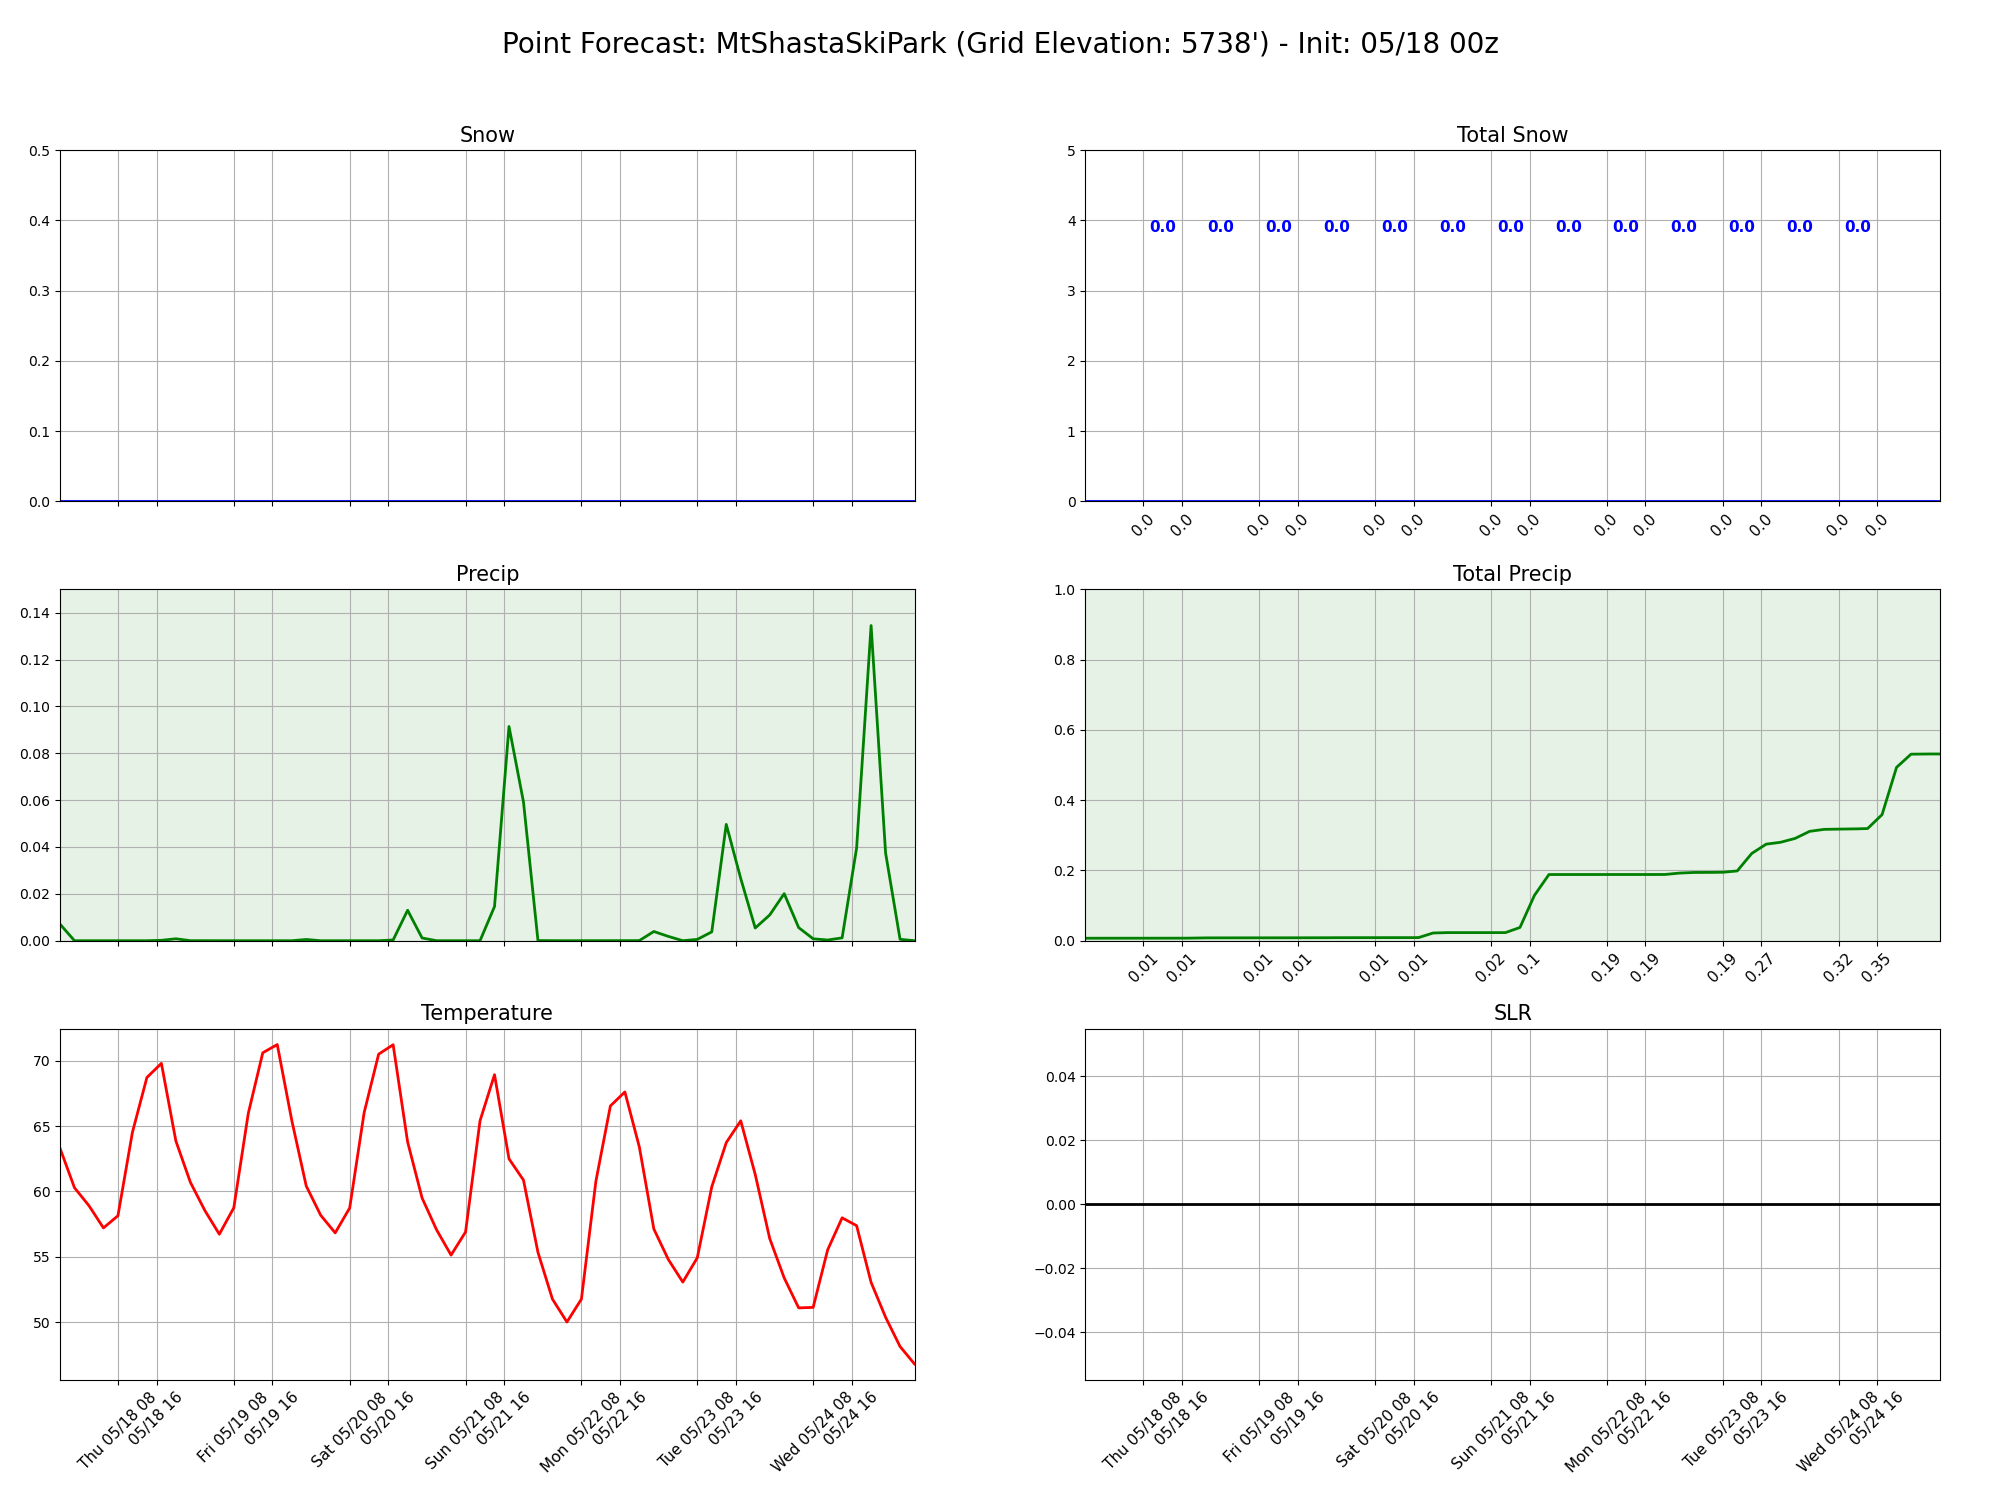 Point Forecast: MtShastaSkiPark (Grid Elevation: 5738') - Init: 05/18 00z
Snow
0.5
0.4
0.3
0.2
0.1
0.0
Total Snow
5
4
3
2
1
0
0.0 0.0 0.0 0.0 0.0 0.0 0.0 0.0 0.0 0.0 0.0 0.0 0.0
0.0 0.0 0.0 0.0 0.0 0.0 0.0 0.0 0.0 0.0 0.0 0.0 0.0 0.0
Precip
0.14
0.12
0.10
0.08
0.06
0.04
0.02
0.00
Total Precip
1.0
0.8
0.6
0.4
0.2
0.0
0.01 0.01 0.01 0.01 0.01 0.01 0.02 0.1 0.19 0.19 0.19 0.27 0.32 0.35
Temperature
70
65
60
55
50
Thu 05/18 08
05/18 16
Fri 05/19 08
05/19 16
Sat 05/20 08
05/20 16
Sun 05/21 08
05/21 16
Mon 05/22 08
05/22 16
Tue 05/23 08
05/23 16
Wed 05/24 08
05/24 16
SLR
0.04
0.02
0.00
−0.02
−0.04
Thu 05/18 08
05/18 16
Fri 05/19 08
05/19 16
Sat 05/20 08
05/20 16
Sun 05/21 08
05/21 16
Mon 05/22 08
05/22 16
Tue 05/23 08
05/23 16
Wed 05/24 08
05/24 16